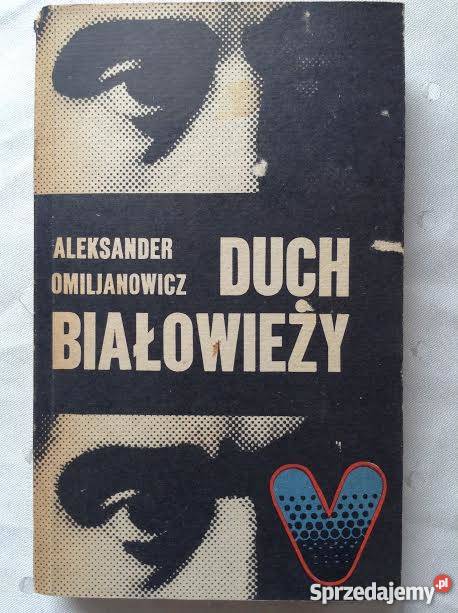 ALEKSANDER
OMILJANOWICZ
DUCH
BIAŁOWIEŻY
V
Sprzedajemy.pl